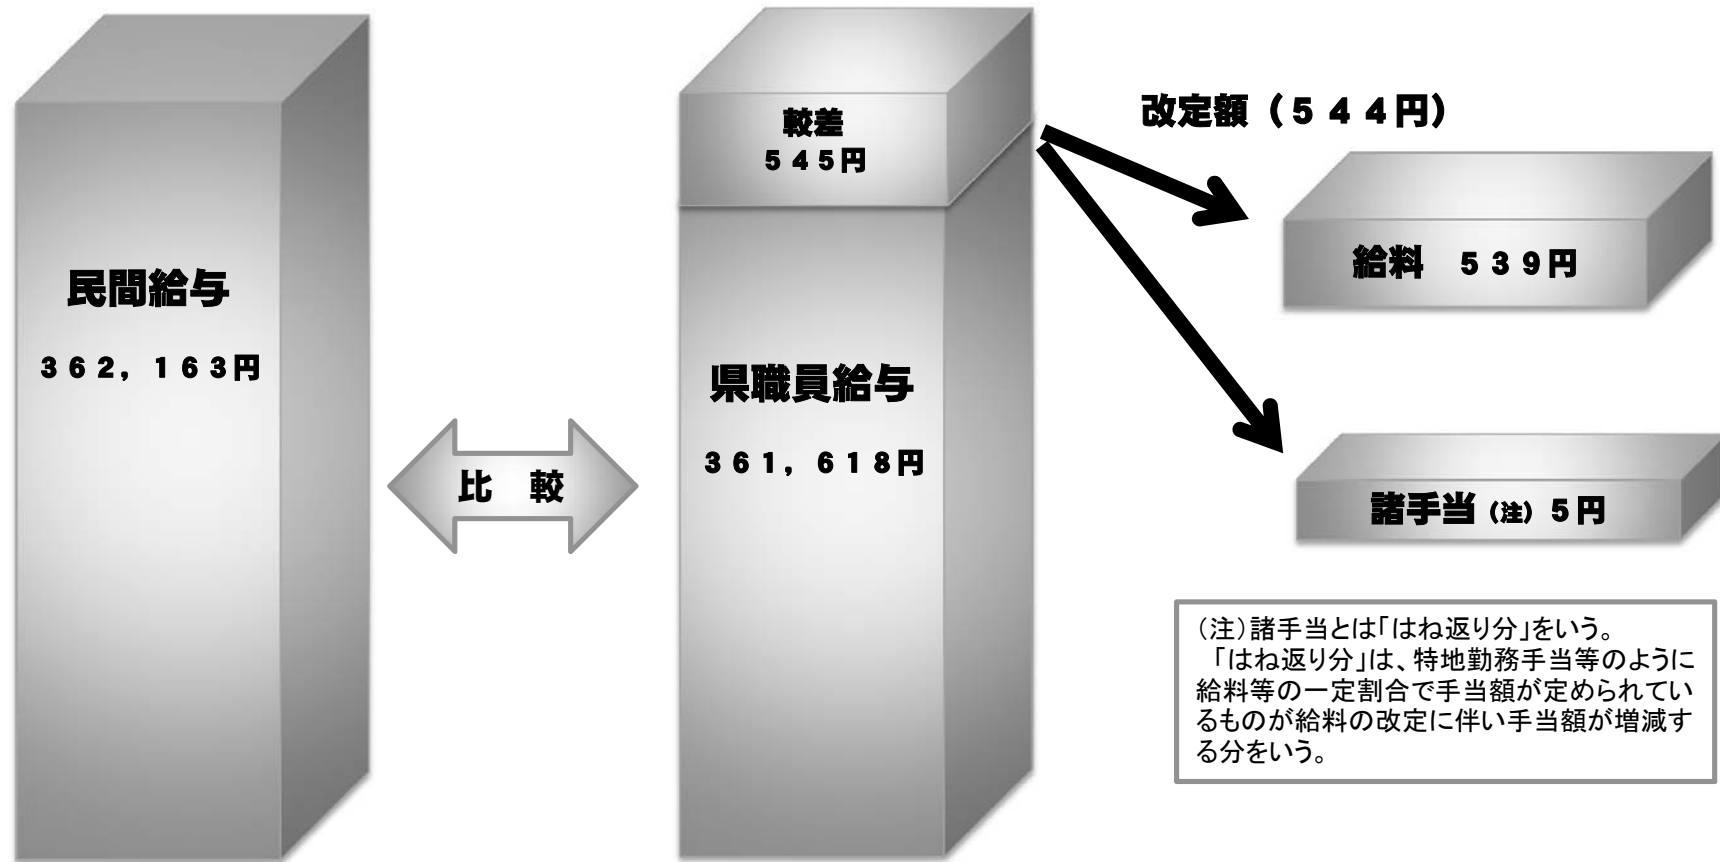 民間給与
３６２，１６３円
比　較
較差
５４５円
県職員給与
３６１，６１８円
改定額（５４４円）
給料　５３９円
諸手当（注）５円
（注）諸手当とは「はね返り分」をいう。
「はね返り分」は、特地勤務手当等のように
給料等の一定割合で手当額が定められてい
るものが給料の改定に伴い手当額が増減す
る分をいう。